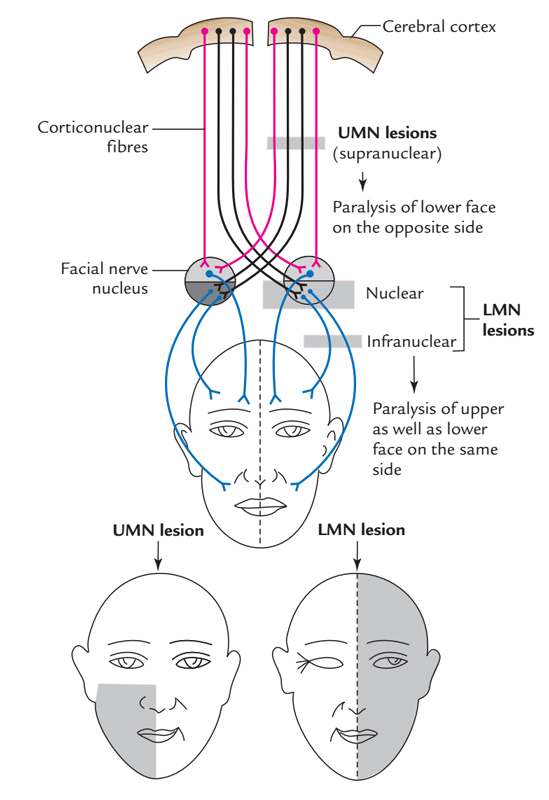 Cerebral cortex
Corticonuclear
fibres
UMN lesions
(supranuclear)
Paralysis of lower face
on the opposite side
Facial nerve
nucleus
Nuclear
LMN
lesions
Infranuclear
Paralysis of upper
as well as lower
face on the same
side
UMN lesion
LMN lesion